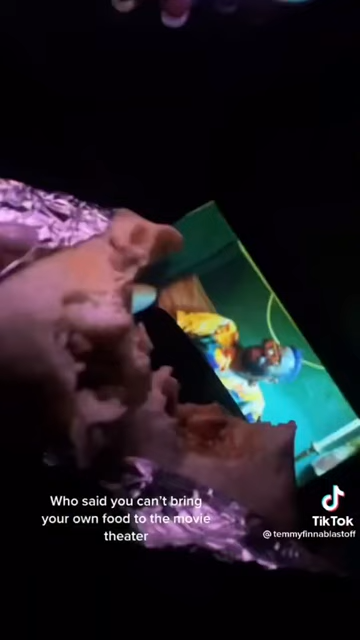 Who said you can't bring
your own food to the movie
theater
TikTok
@temmyfinnablastoff